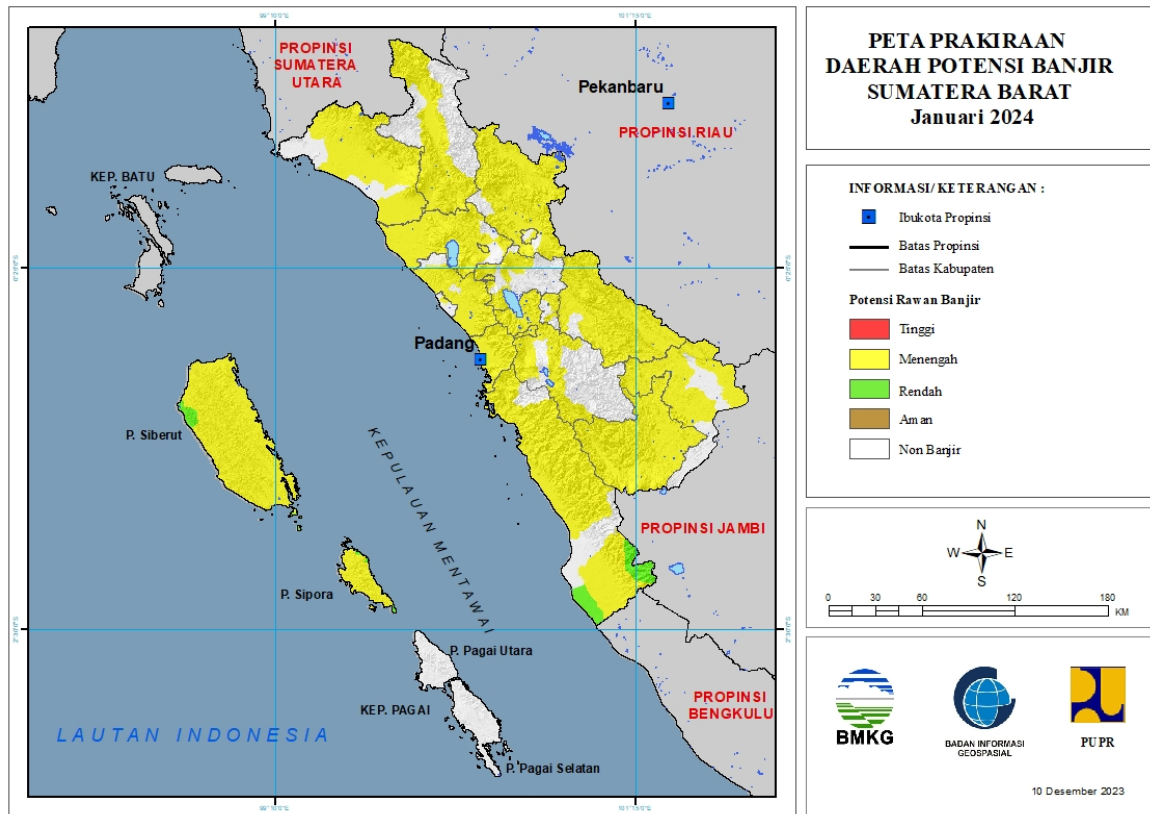 PETA PRAKIRAAN
DAERAH POTENSI BANJIR
SUMATERA BARAT
Januari 2024
INFORMASI/ KETERANGAN :
Ibukota Propinsi
Batas Propinsi
Batas Kabupaten
Potensi Rawan Banjir
Tinggi
Menengah
Rendah
Aman
Non Banjir
N
W E
S
0 30 60 120 180
KM
BMKG
BADAN INFORMASI
GEOSPASIAL
PUPR
10 Desember 2023
PROPINSI
SUMATERA
UTARA
Pekanbaru
PROPINSI RIAU
KEP. BATU
Padang
P. Siberut
KEPULAUAN MENTAWAI
PROPINSI JAMBI
P. Sipora
P. Pagai Utara
KEP. PAGAI
PROPINSI
BENGKULU
LAUTAN INDONESIA
P. Pagai Selatan